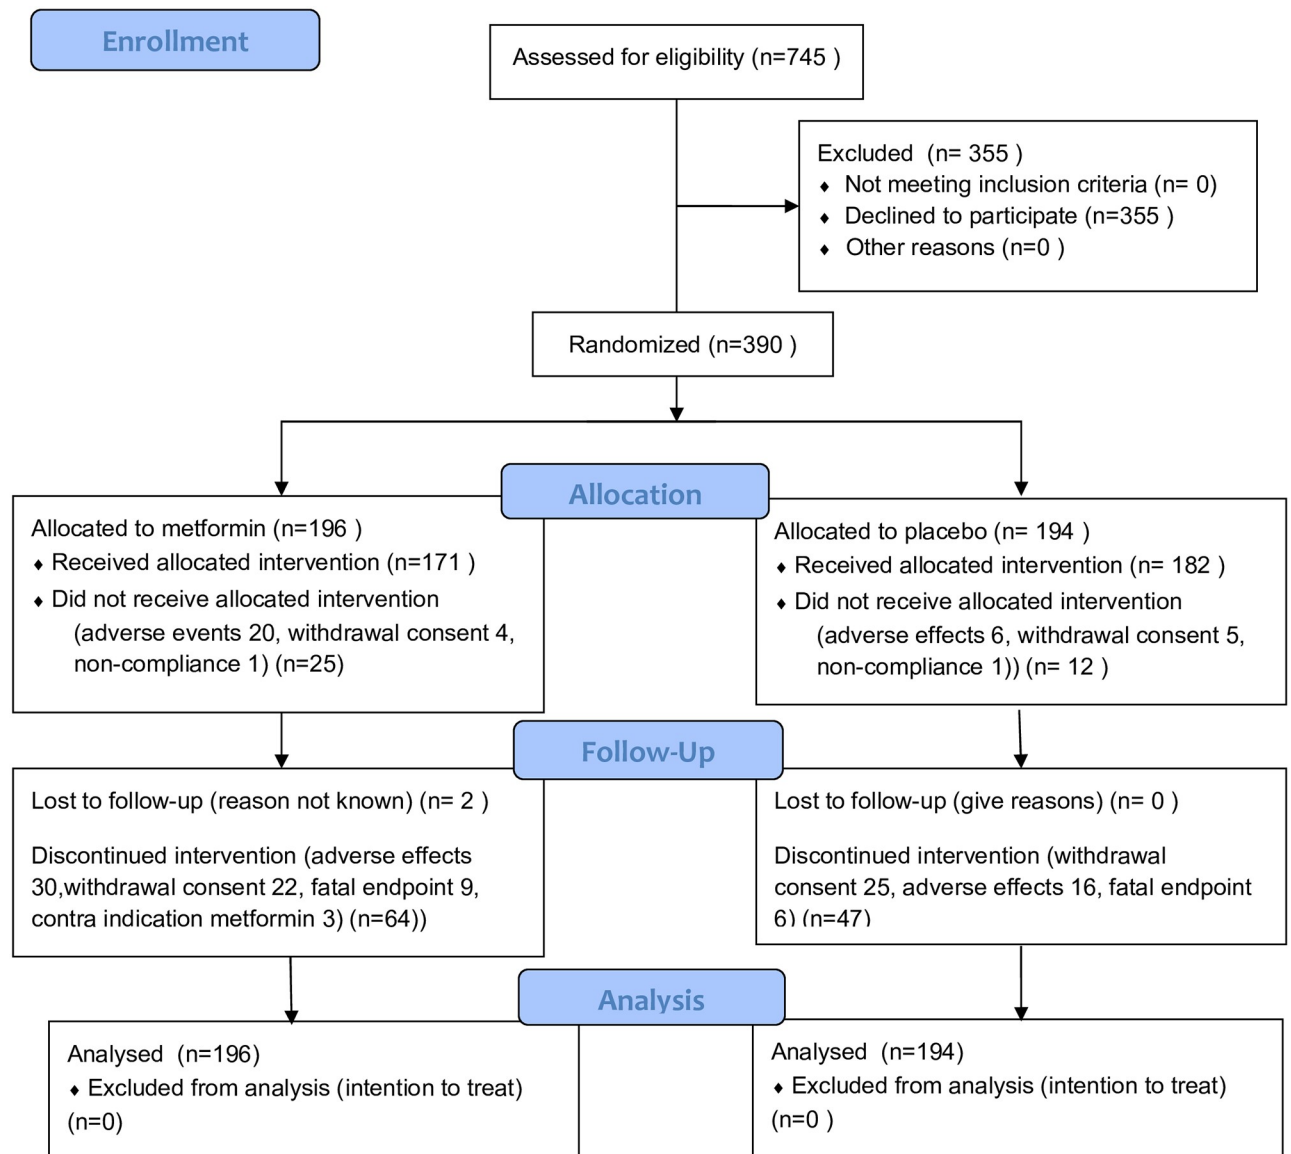 Enrollment
Assessed for eligibility (n=745 )
Excluded  (n= 355 )
♦ Not meeting inclusion criteria (n= 0)
♦ Declined to participate (n=355 )
♦ Other reasons (n=0 )
Randomized (n=390 )
Allocation
Allocated to metformin (n=196 )
♦ Received allocated intervention (n=171 )
♦ Did not receive allocated intervention
(adverse events 20, withdrawal consent 4,
non-compliance 1) (n=25)
Allocated to placebo (n= 194 )
♦ Received allocated intervention (n= 182 )
♦ Did not receive allocated intervention
(adverse effects 6, withdrawal consent 5,
non-compliance 1)) (n= 12 )
Follow-Up
Lost to follow-up (reason not known) (n= 2 )
Discontinued intervention (adverse effects
30,withdrawal consent 22, fatal endpoint 9,
contra indication metformin 3) (n=64))
Lost to follow-up (give reasons) (n= 0 )
Discontinued intervention (withdrawal
consent 25, adverse effects 16, fatal endpoint
6) (n=47)
Analysis
Analysed  (n=196)
♦ Excluded from analysis (intention to treat)
(n=0)
Analysed  (n=194)
♦ Excluded from analysis (intention to treat)
(n=0 )